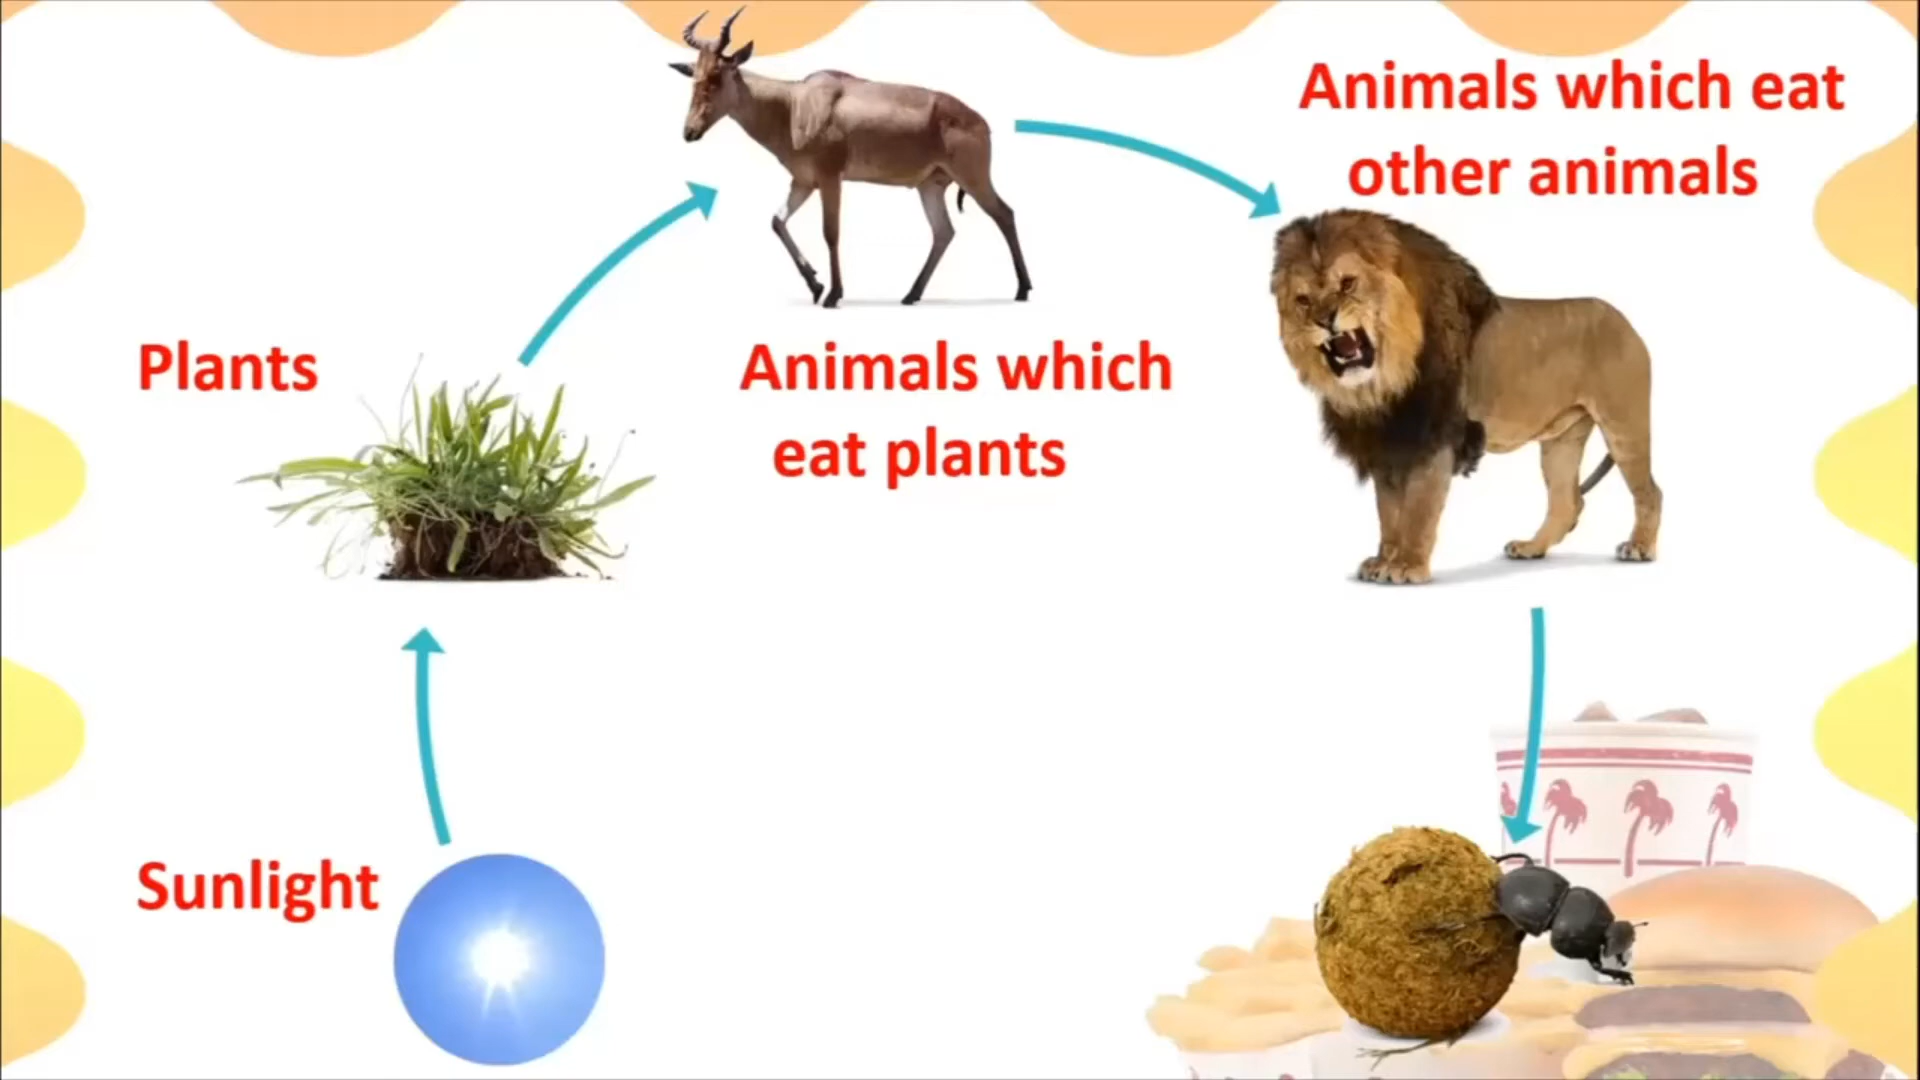 Animals which eat
other animals
Plants
Animals which
eat plants
Sunlight